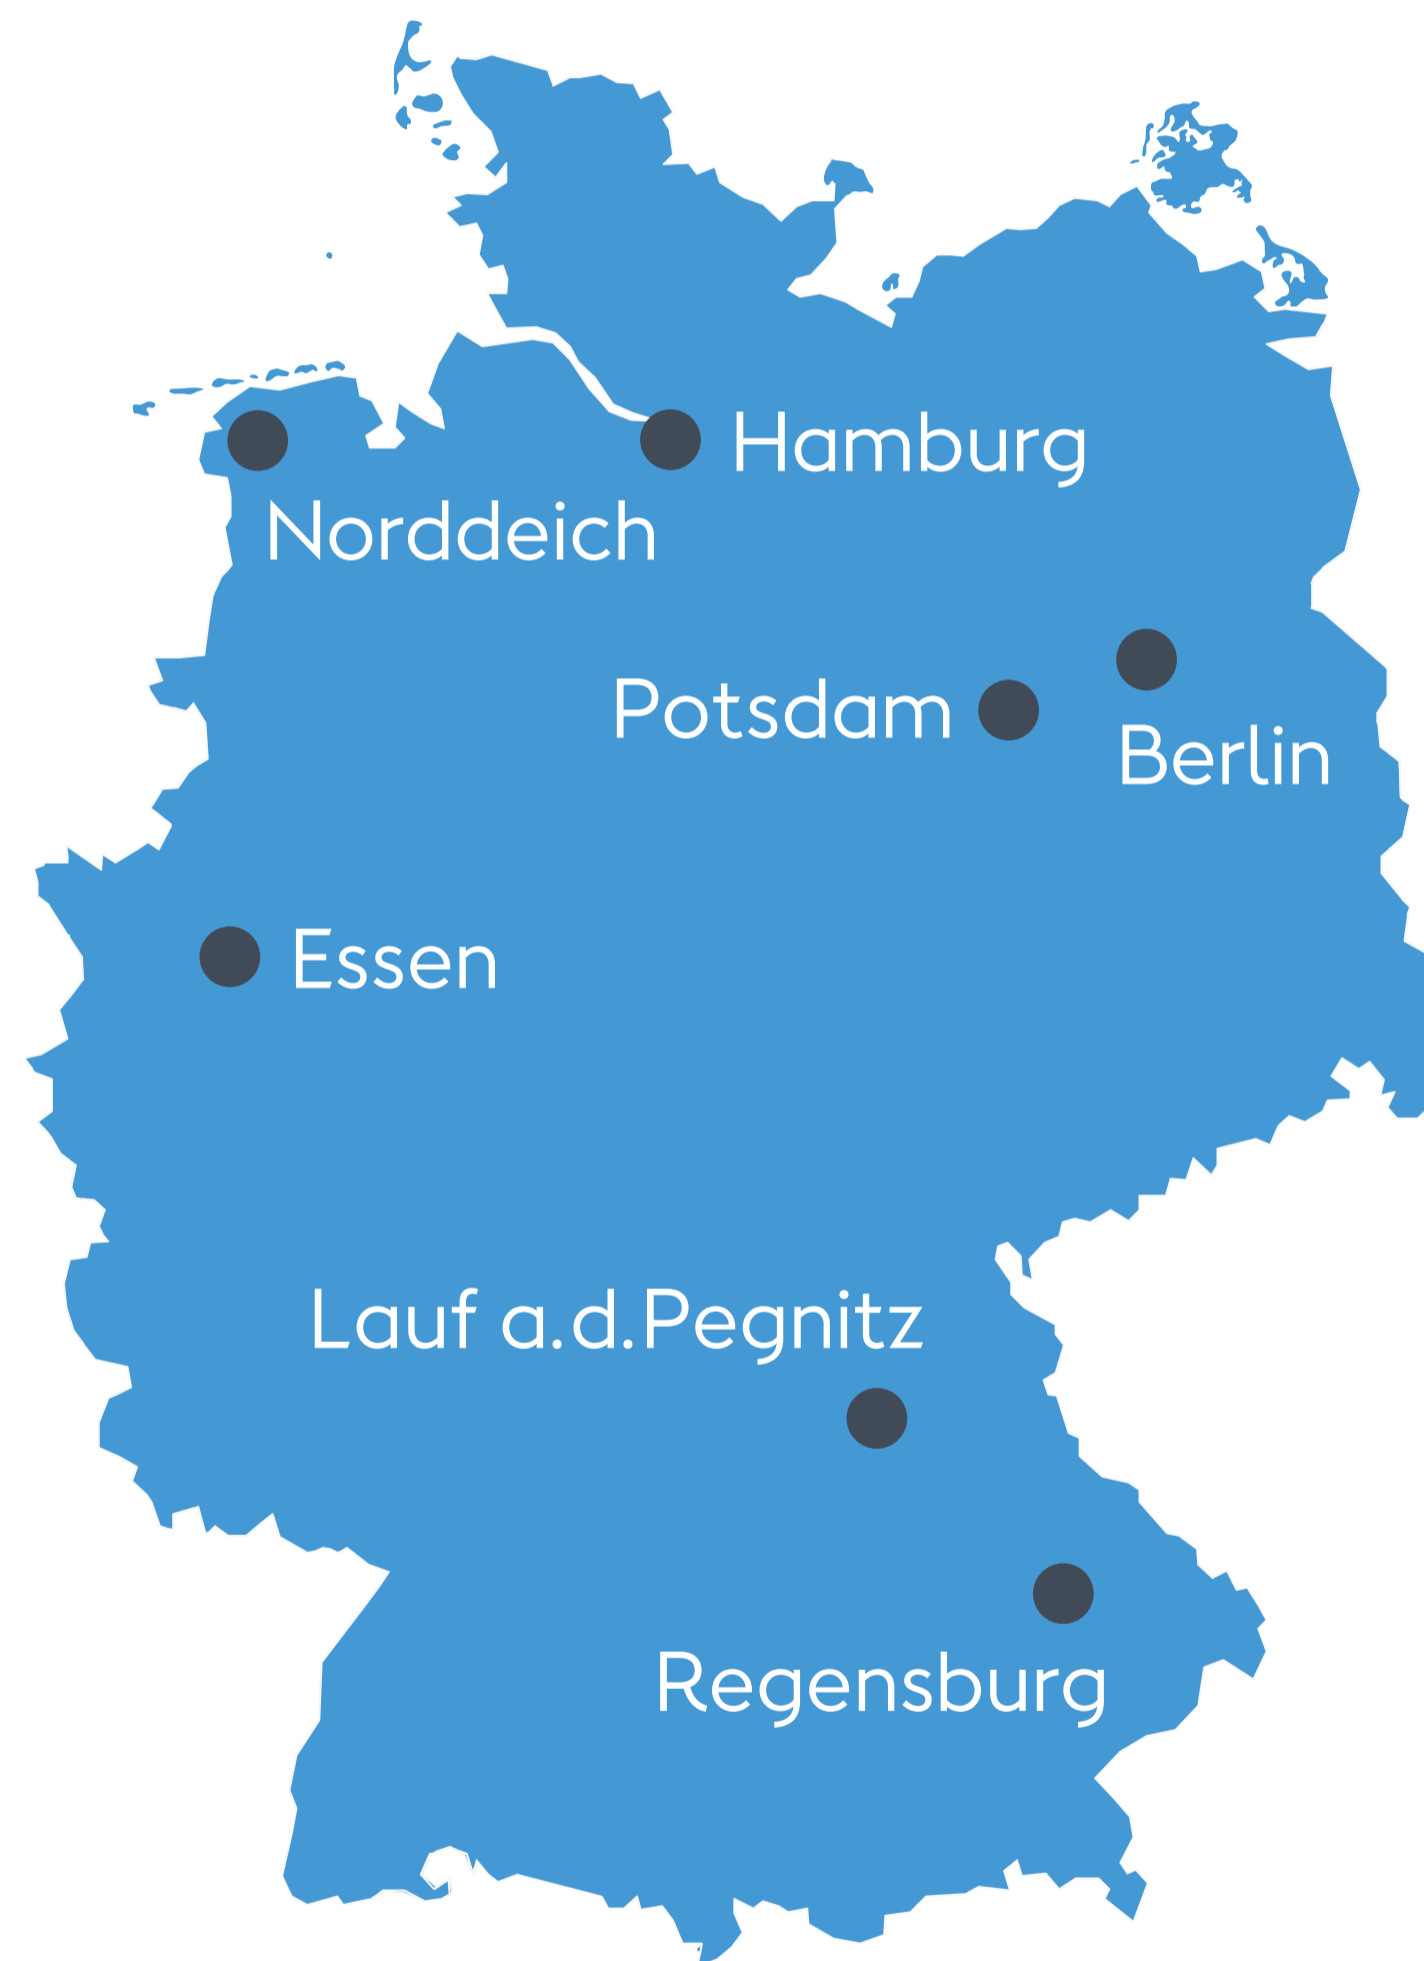 Hamburg
Norddeich
Potsdam
Berlin
Essen
Lauf a.d.Pegnitz
Regensburg